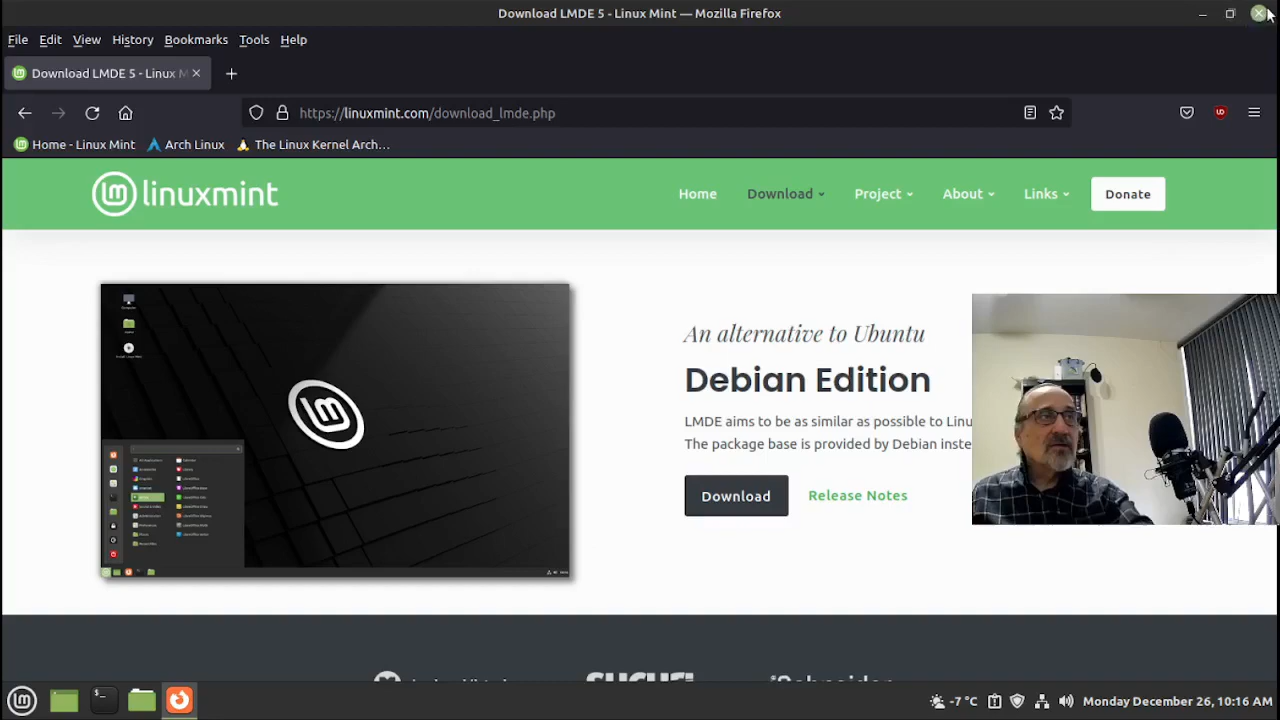 Download LMDE 5 - Linux Mint — Mozilla Firefox
File Edit View History Bookmarks Tools Help
Download LMDE 5 - Linux M
https://linuxmint.com/download_lmde.php
Home - Linux Mint Arch Linux The Linux Kernel Arch...
linuxmint
Home Download Project About Links Donate
An alternative to Ubuntu
Debian Edition
LMDE aims to be as similar as possible to Linu
The package base is provided by Debian inste
Download Release Notes
-7 °C Monday December 26, 10:16 AM